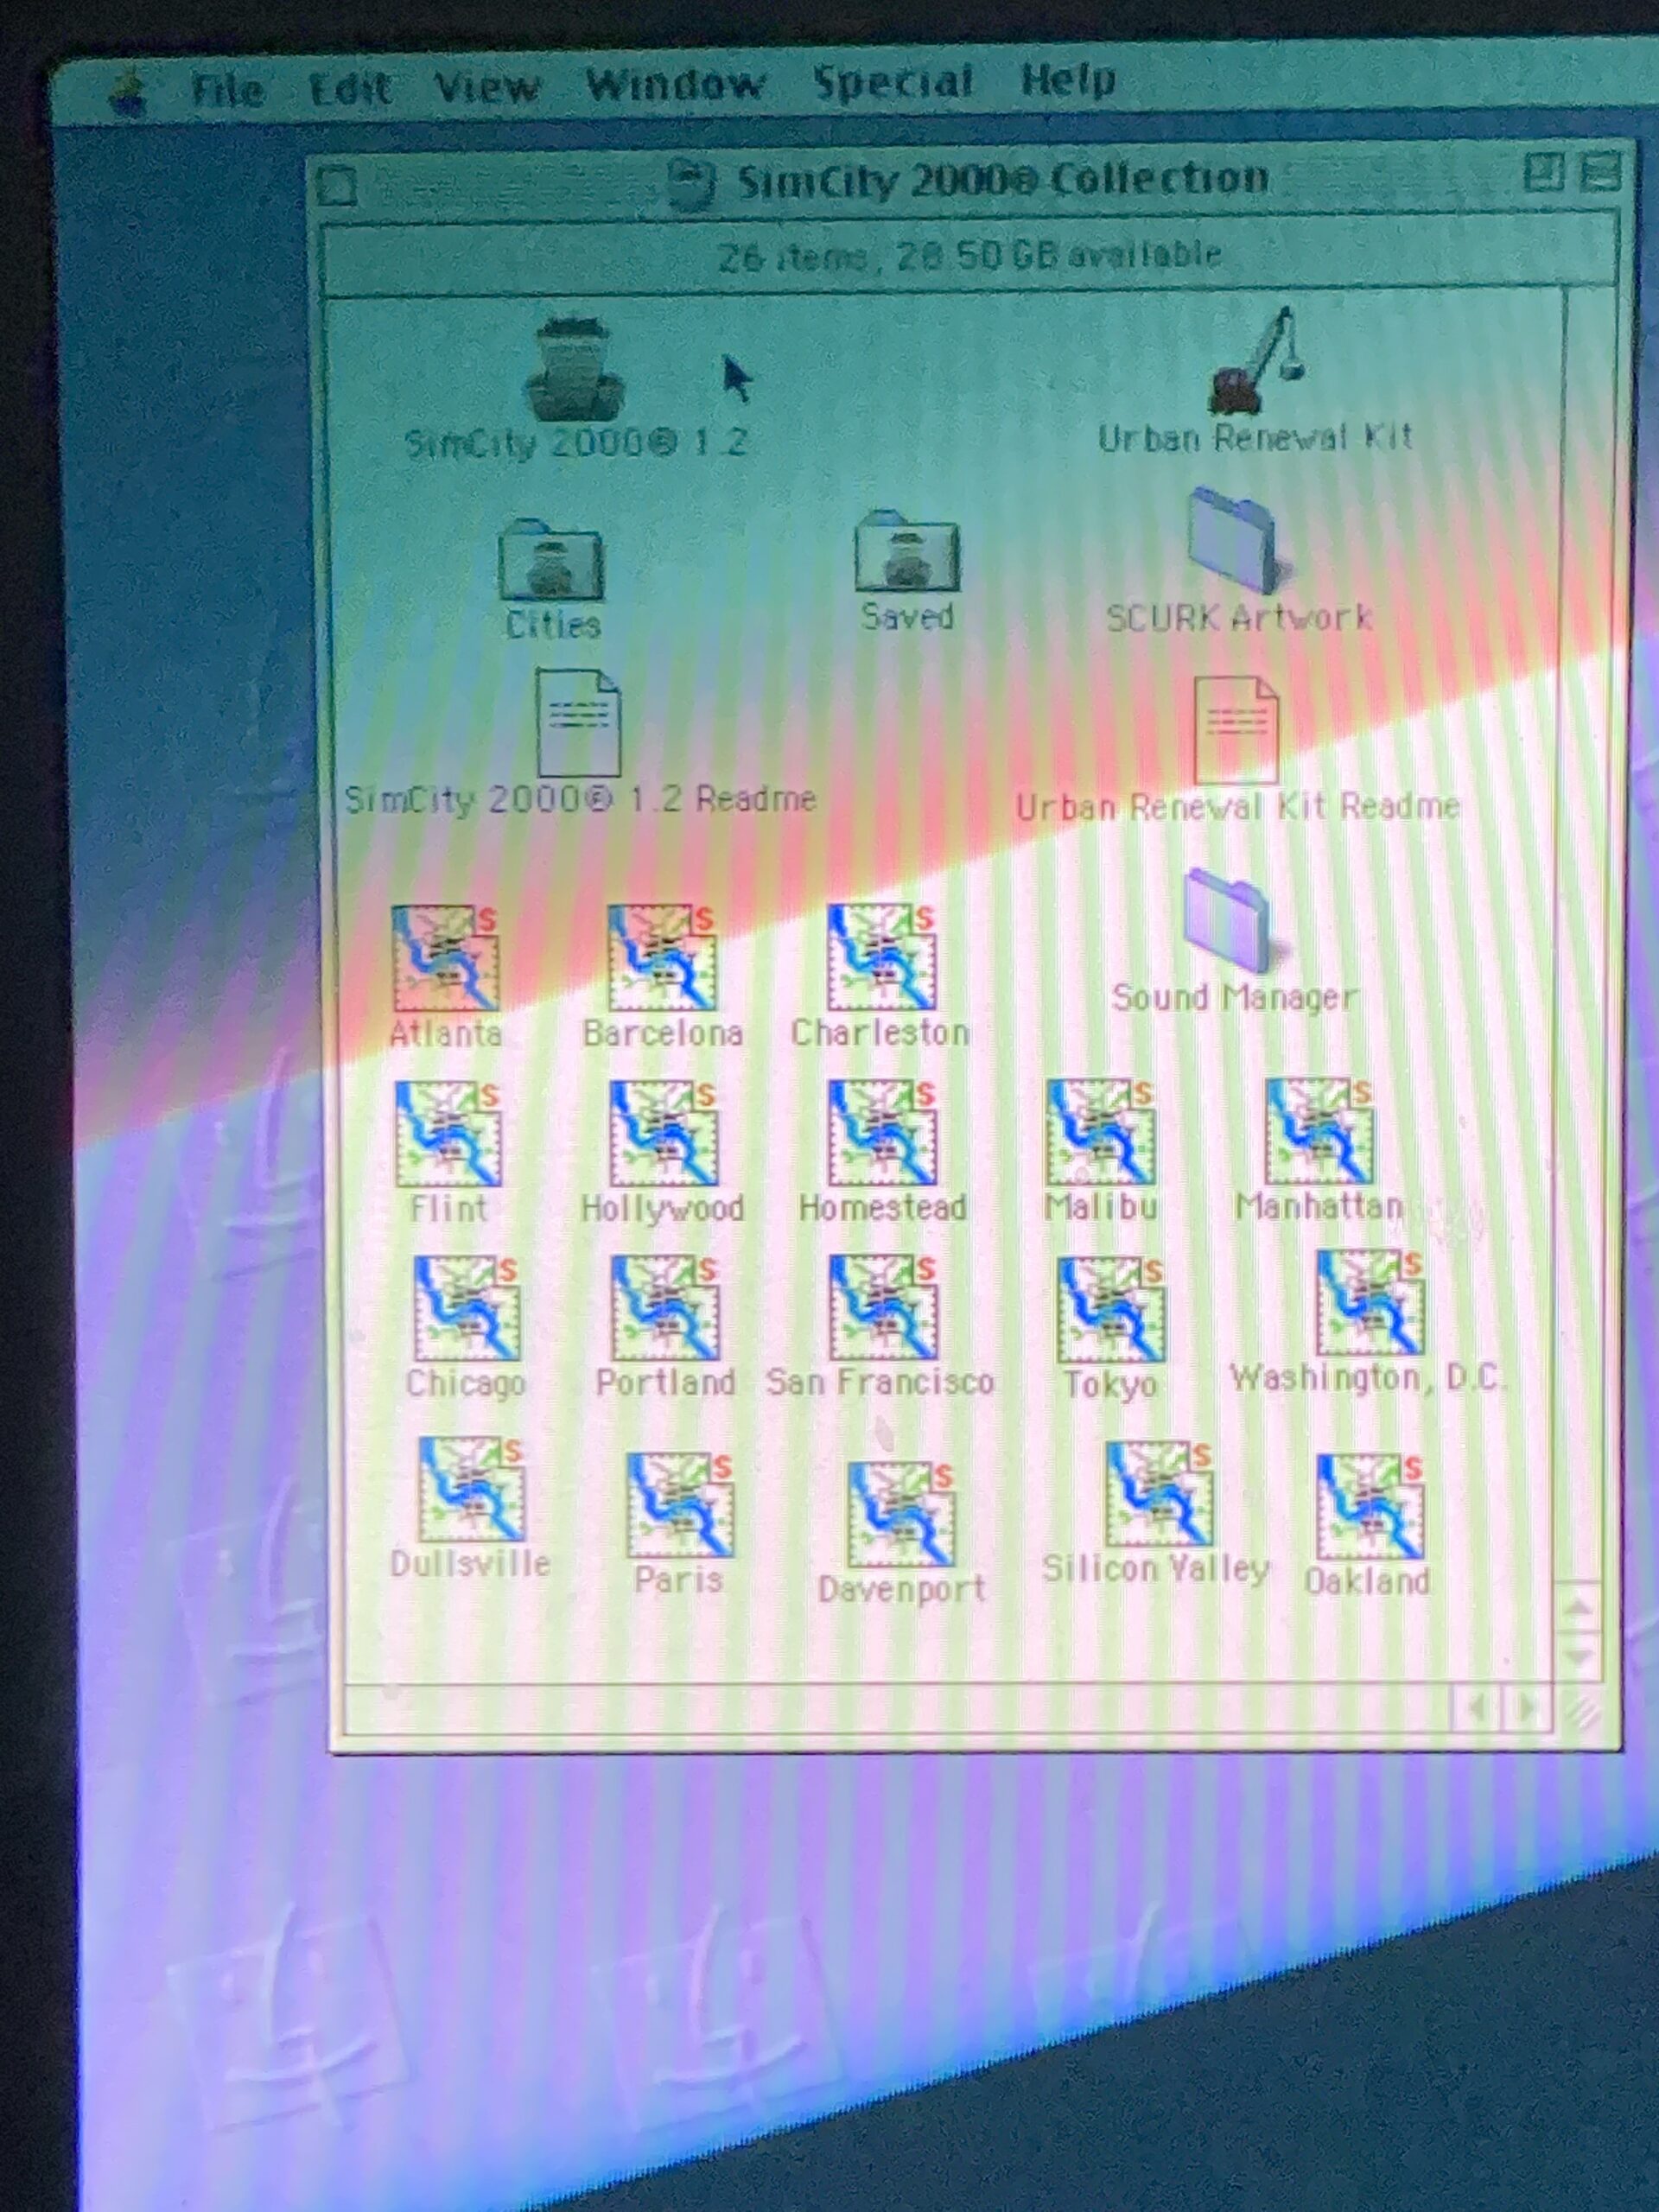 File Edit View Window Special Help
SimCity 2000® Collection
26 items, 28.50 GB available
SimCity 2000® 1.2 Urban Renewal Kit
Cities Saved SCURK Artwork
SimCity 2000® 1.2 Readme Urban Renewal Kit Readme
S S S
Sound Manager
Atlanta Barcelona Charleston
S S S S S
Flint Hollywood Homestead Malibu Manhattan
S S S S S
Chicago Portland San Francisco Tokyo Washington, D.C.
S S S S S
Dullsville Paris Davenport Silicon Valley Oakland